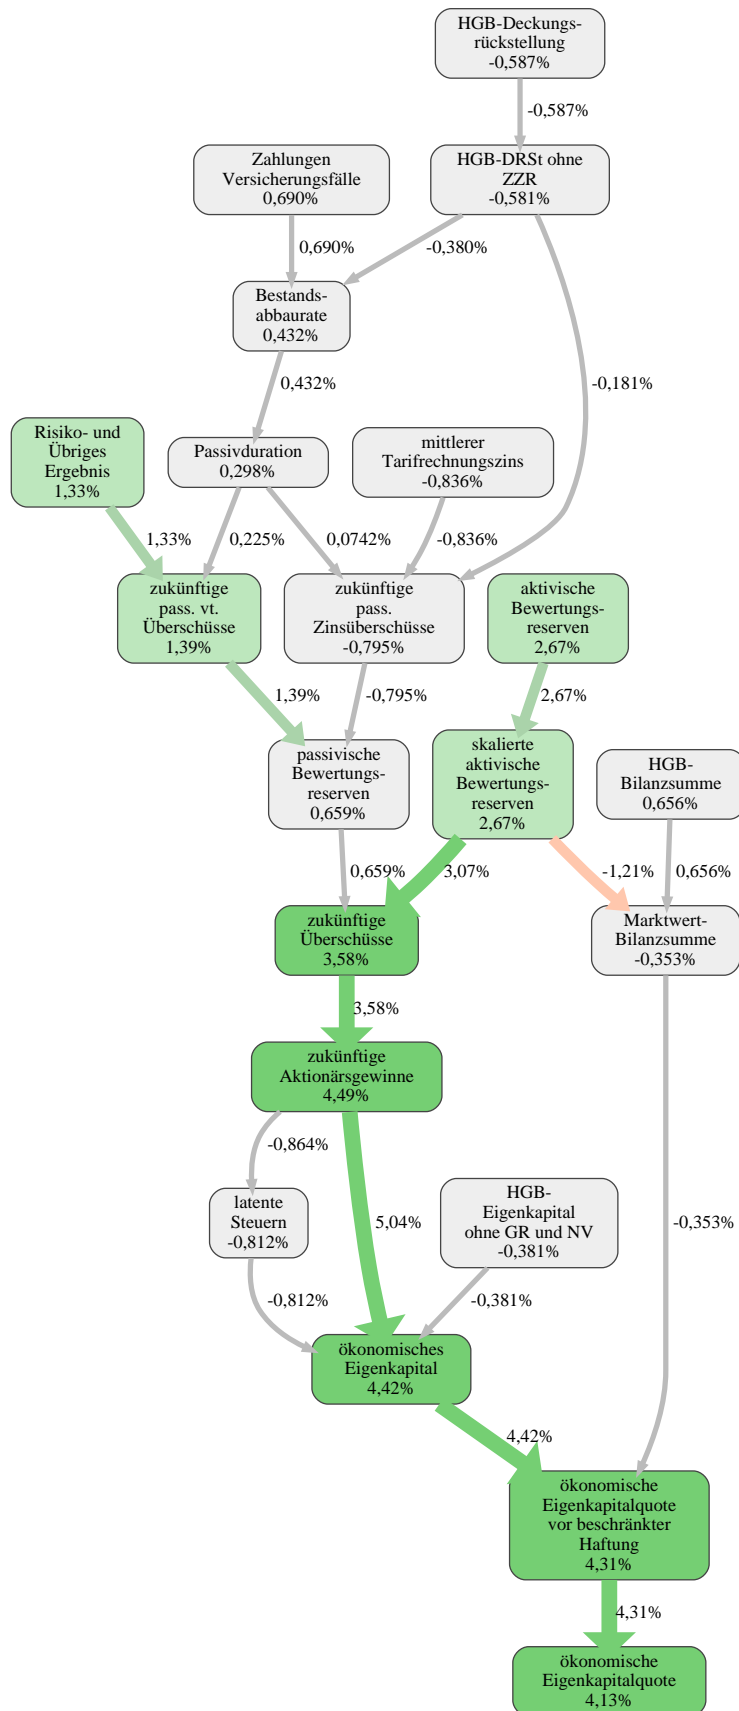 HGB-Deckungs-
rückstellung
-0,587%
-0,587%
Zahlungen
Versicherungsfälle
0,690%
HGB-DRSt ohne
ZZR
-0,581%
0,690%
-0,380%
Bestands-
abbaurate
0,432%
0,432%
-0,181%
Risiko- und
Übriges
Ergebnis
1,33%
Passivduration
0,298%
mittlerer
Tarifrechnungszins
-0,836%
1,33%
0,225%
0,0742%
-0,836%
zukünftige
pass. vt.
Überschüsse
1,39%
zukünftige
pass.
Zinsüberschüsse
-0,795%
aktivische
Bewertungs-
reserven
2,67%
1,39%
-0,795%
2,67%
passivische
Bewertungs-
reserven
0,659%
skalierte
aktivische
Bewertungs-
reserven
2,67%
HGB-
Bilanzsumme
0,656%
0,659%
3,07%
-1,21%
0,656%
zukünftige
Überschüsse
3,58%
Marktwert-
Bilanzsumme
-0,353%
3,58%
zukünftige
Aktionärsgewinne
4,49%
-0,864%
latente
Steuern
-0,812%
5,04%
HGB-
Eigenkapital
ohne GR und NV
-0,381%
-0,353%
-0,812%
-0,381%
ökonomisches
Eigenkapital
4,42%
4,42%
ökonomische
Eigenkapitalquote
vor beschränkter
Haftung
4,31%
4,31%
ökonomische
Eigenkapitalquote
4,13%